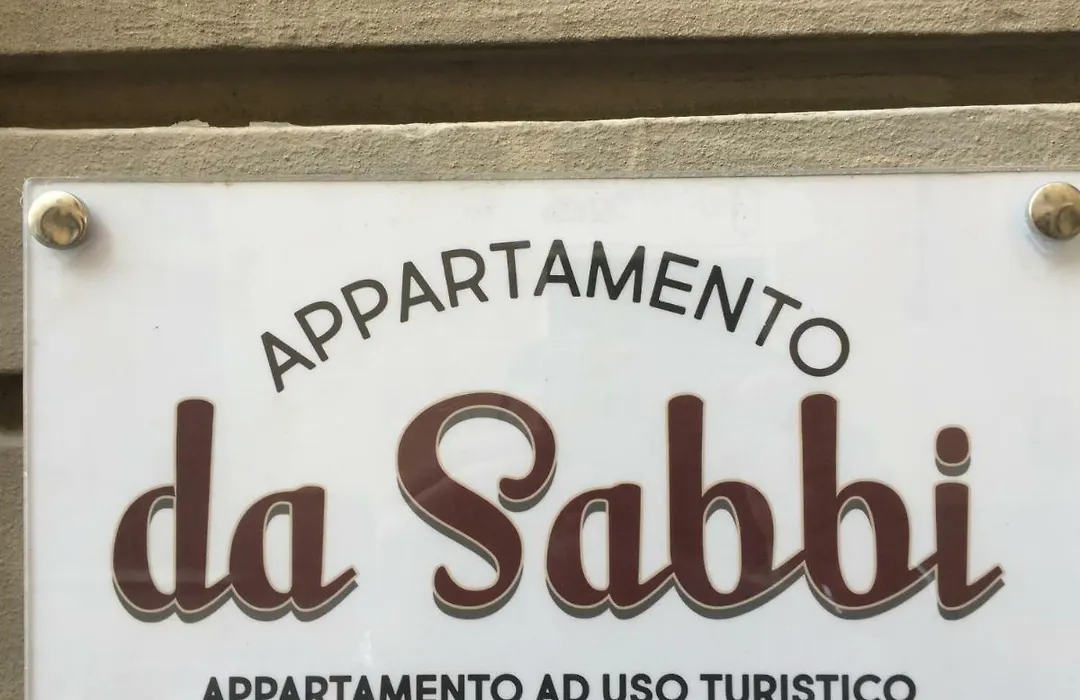 APPARTAMENTO
da Sabbi
APPARTAMENTO AD USO TURISTICO